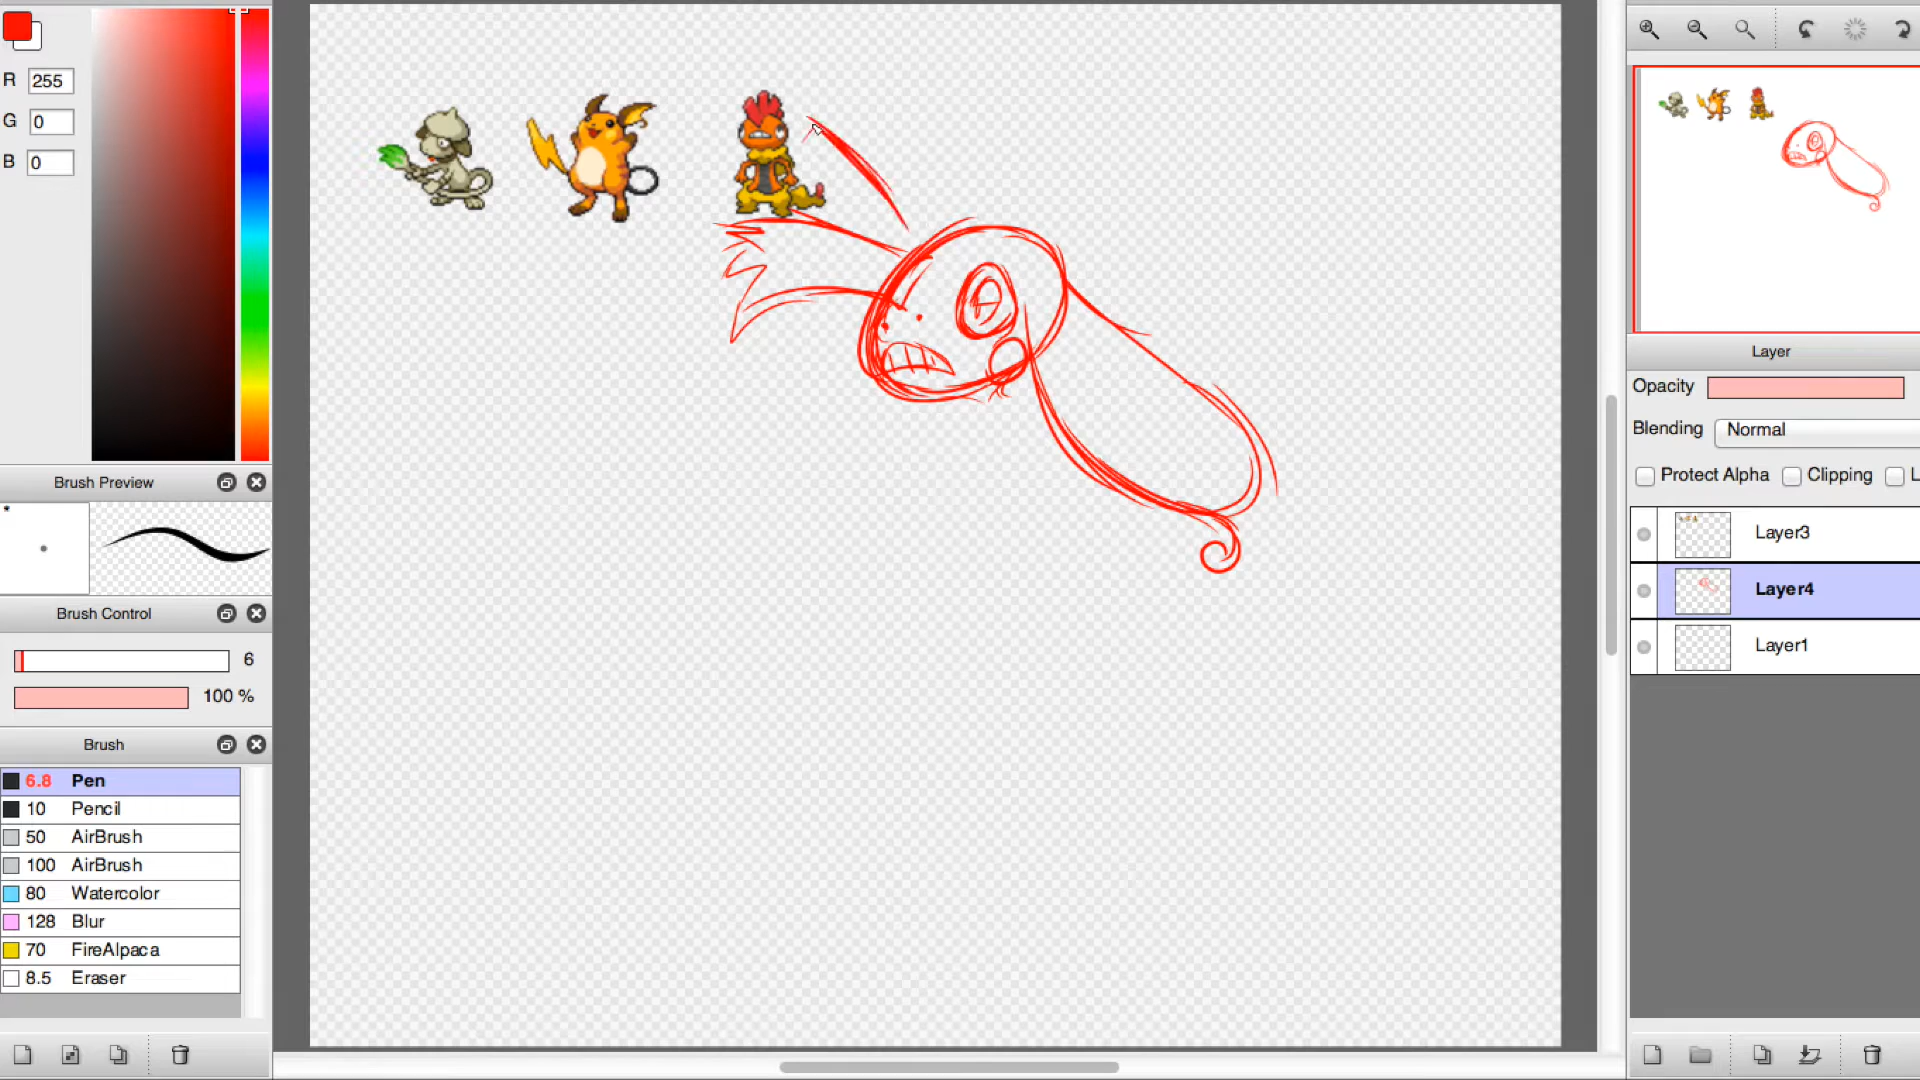 R 255
G 0
B 0
Brush Preview
*
Brush Control
6
100 %
Brush
6.8 Pen
10 Pencil
50 AirBrush
100 AirBrush
80 Watercolor
128 Blur
70 FireAlpaca
8.5 Eraser
Layer
Opacity
Blending Normal
Protect Alpha Clipping L
Layer3
Layer4
Layer1